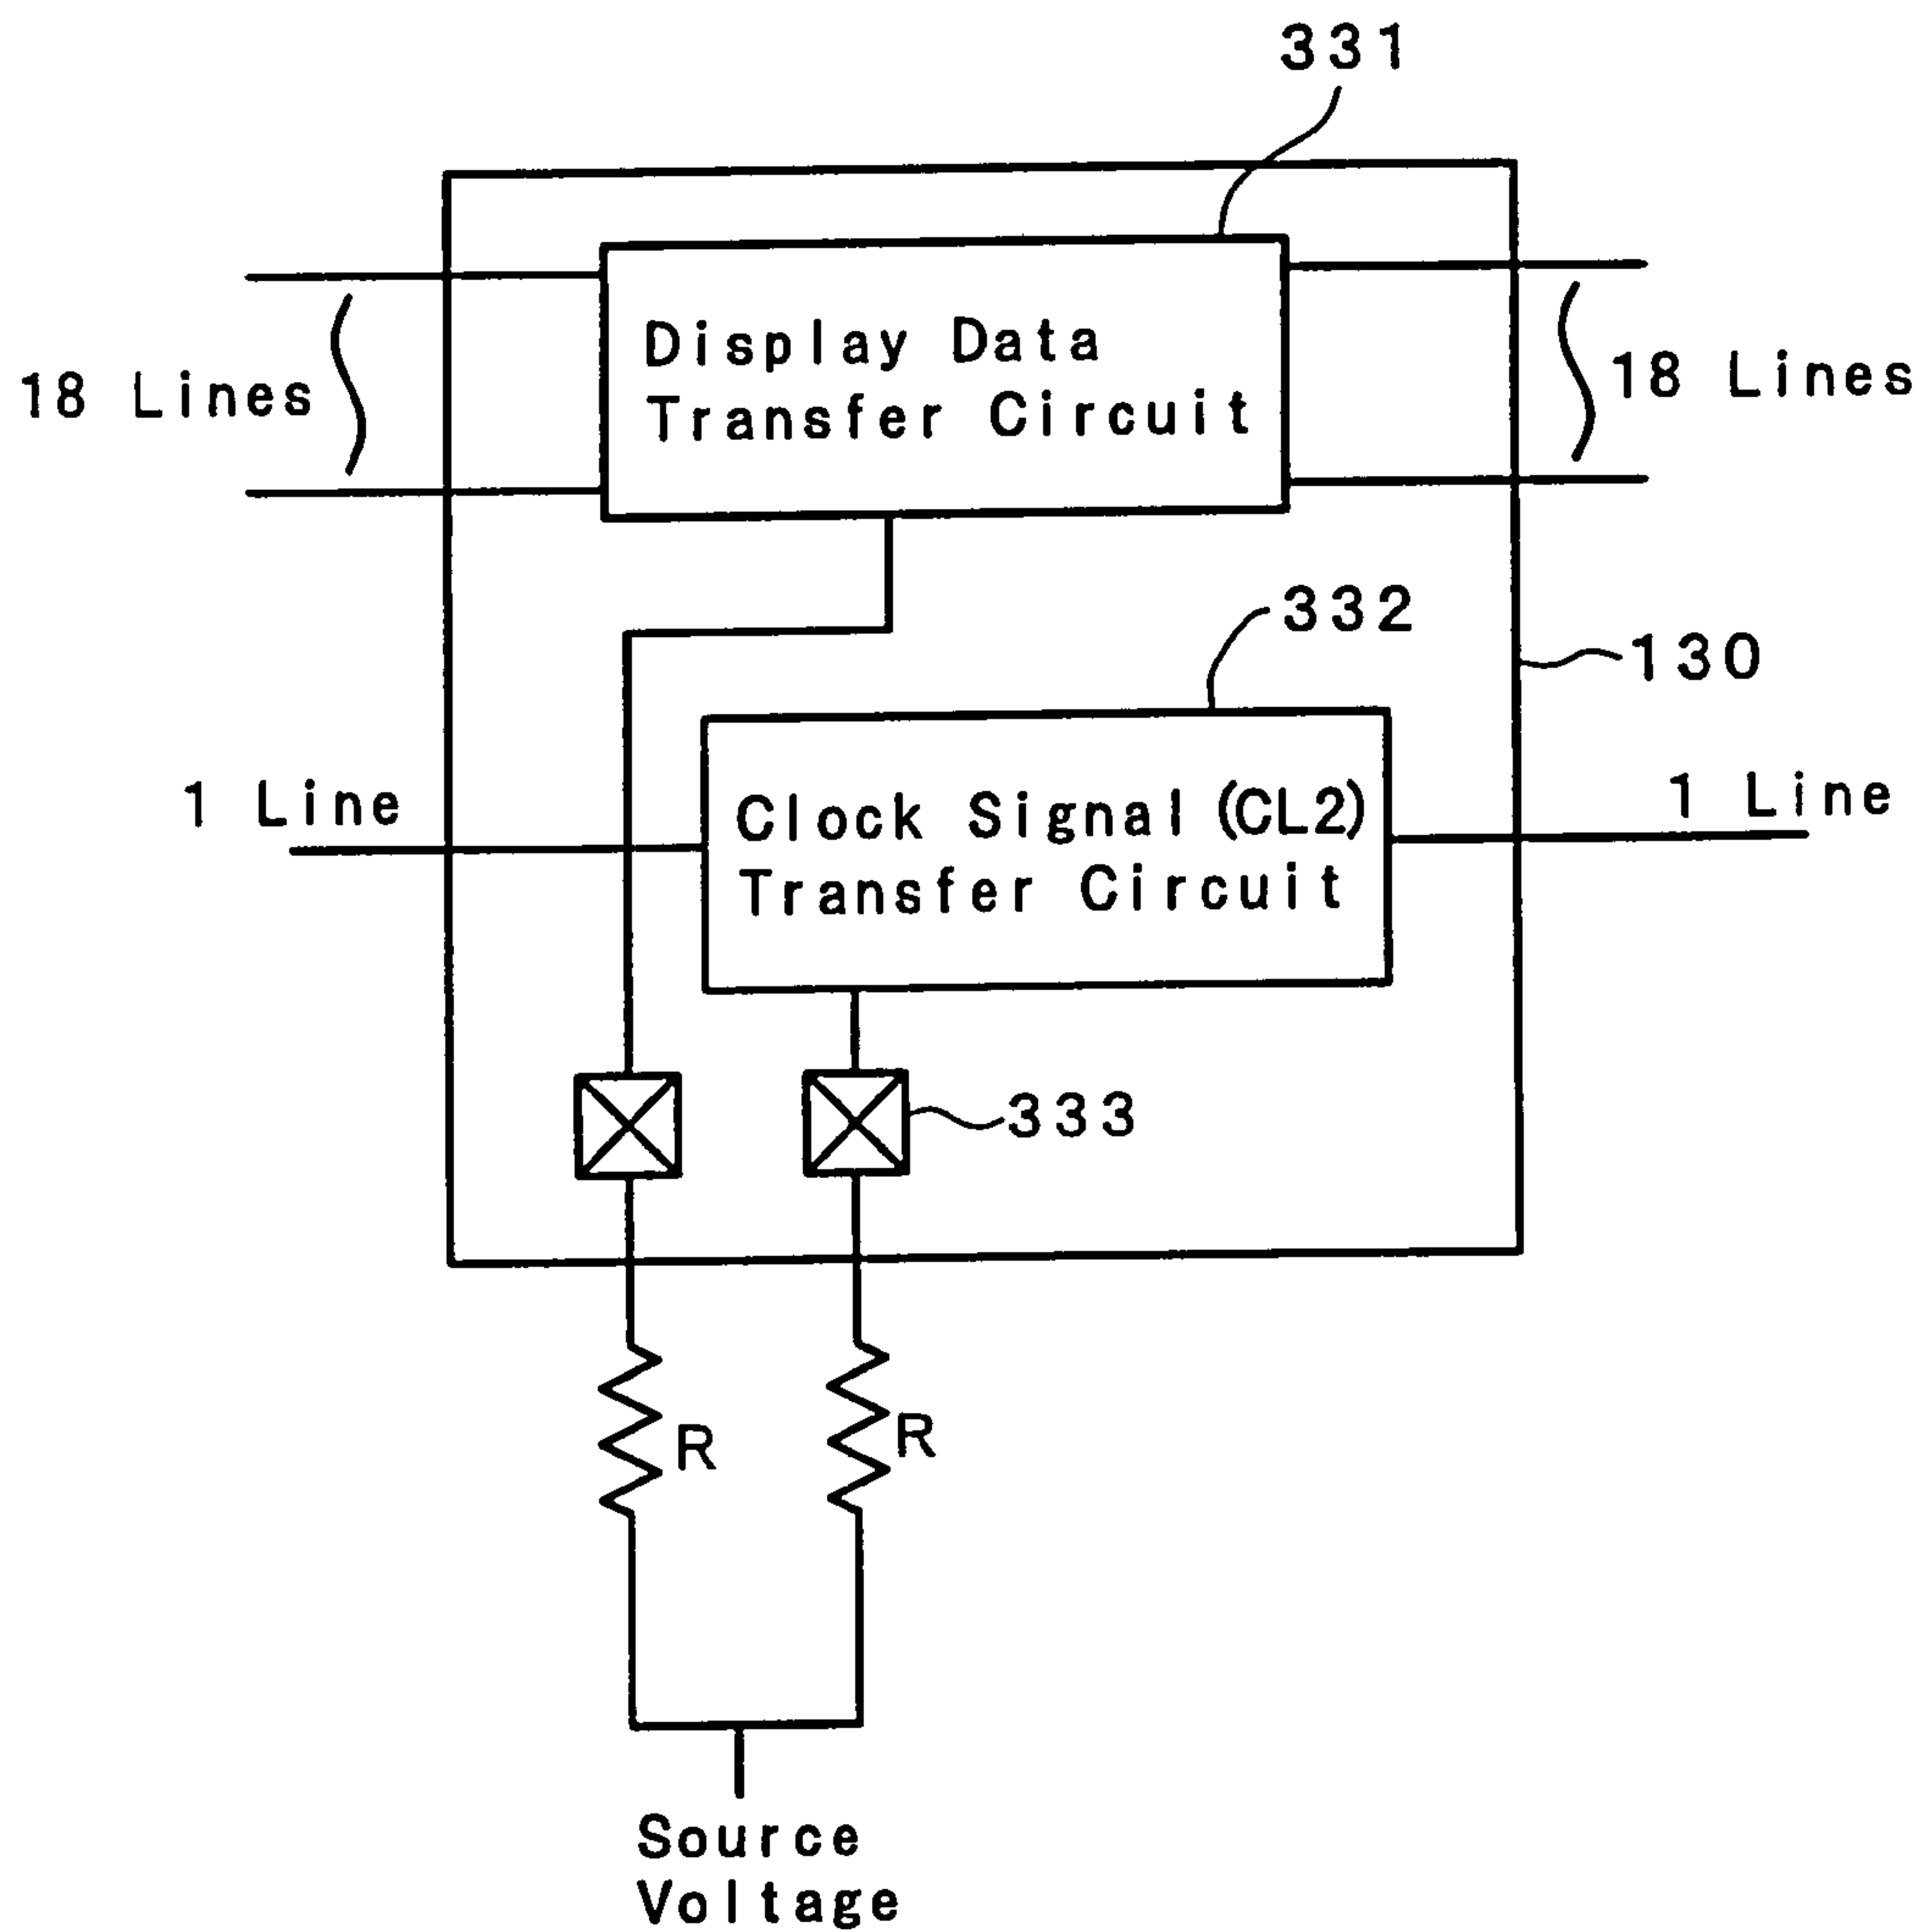 331
Display Data
Transfer Circuit
18 Lines
18 Lines
332
130
1 Line
1 Line
Clock Signal (CL2)
Transfer Circuit
333
R
R
Source
Voltage